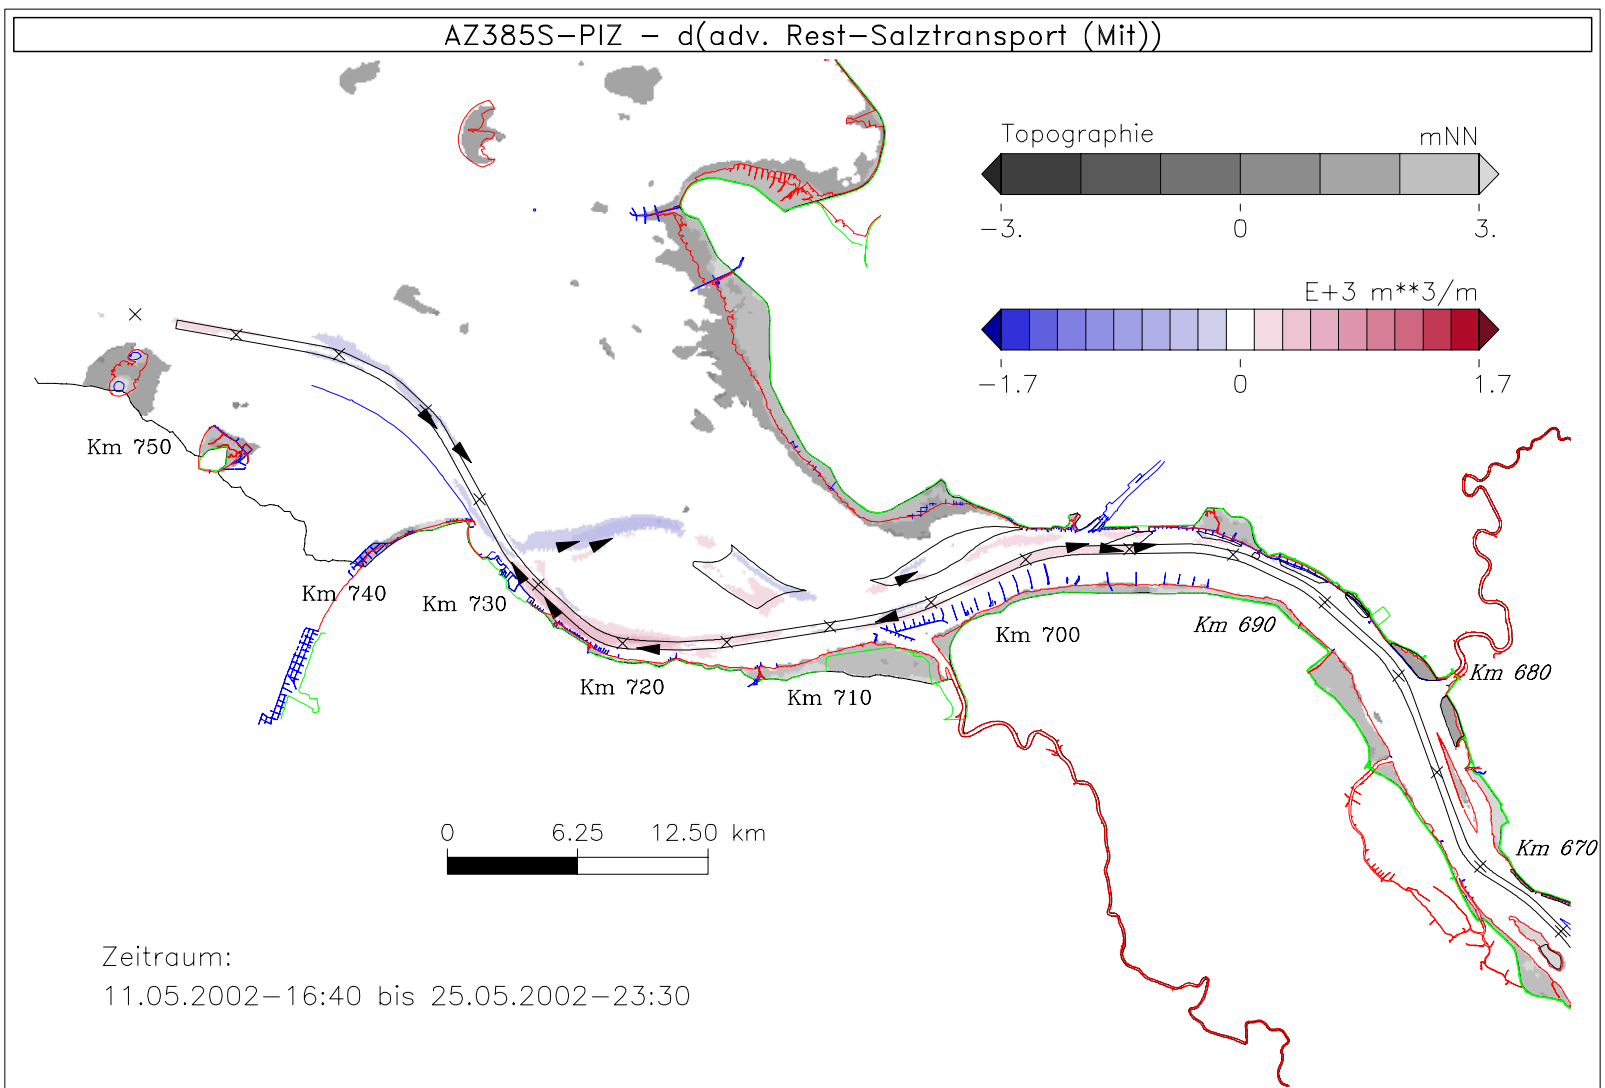 AZ385S-PIZ - d(adv. Rest-Salztransport (Mit))
Topographie mNN
-3. 0 3.
E+3 m**3/m
-1.7 0 1.7
Km 750
Km 740
Km 730
Km 720
Km 710
Km 700
Km 690
Km 680
Km 670
0 6.25 12.50 km
Zeitraum:
11.05.2002-16:40 bis 25.05.2002-23:30